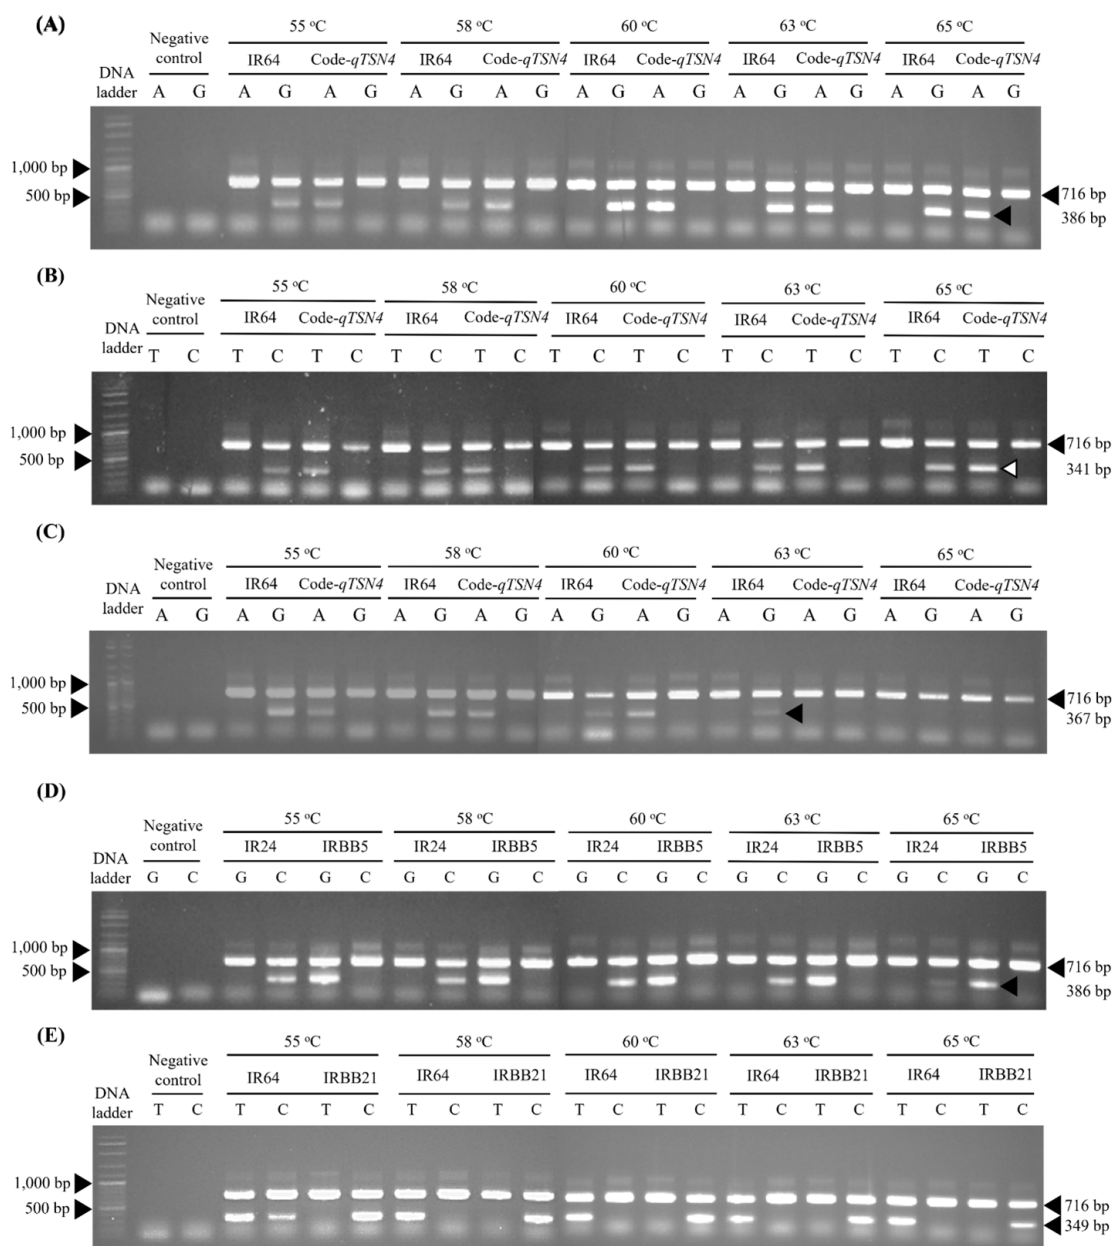 (A)
55 °C 58 °C 60 °C 63 °C 65 °C
Negative control
IR64 Code-qTSN4 IR64 Code-qTSN4 IR64 Code-qTSN4 IR64 Code-qTSN4 IR64 Code-qTSN4
DNA ladder
A G A G A G A G A G A G A G A G A G A G A G
1,000 bp
500 bp
716 bp
386 bp
(B)
55 °C 58 °C 60 °C 63 °C 65 °C
Negative control
IR64 Code-qTSN4 IR64 Code-qTSN4 IR64 Code-qTSN4 IR64 Code-qTSN4 IR64 Code-qTSN4
DNA ladder
T C T C T C T C T C T C T C T C T C T C T C
1,000 bp
500 bp
716 bp
341 bp
(C)
55 °C 58 °C 60 °C 63 °C 65 °C
Negative control
IR64 Code-qTSN4 IR64 Code-qTSN4 IR64 Code-qTSN4 IR64 Code-qTSN4 IR64 Code-qTSN4
DNA ladder
A G A G A G A G A G A G A G A G A G A G A G
1,000 bp
500 bp
716 bp
367 bp
(D)
55 °C 58 °C 60 °C 63 °C 65 °C
Negative control
IR24 IRBB5 IR24 IRBB5 IR24 IRBB5 IR24 IRBB5 IR24 IRBB5
DNA ladder
G C G C G C G C G C G C G C G C G C G C G C
1,000 bp
500 bp
716 bp
386 bp
(E)
55 °C 58 °C 60 °C 63 °C 65 °C
Negative control
IR64 IRBB21 IR64 IRBB21 IR64 IRBB21 IR64 IRBB21 IR64 IRBB21
DNA ladder
T C T C T C T C T C T C T C T C T C T C T C
1,000 bp
500 bp
716 bp
349 bp